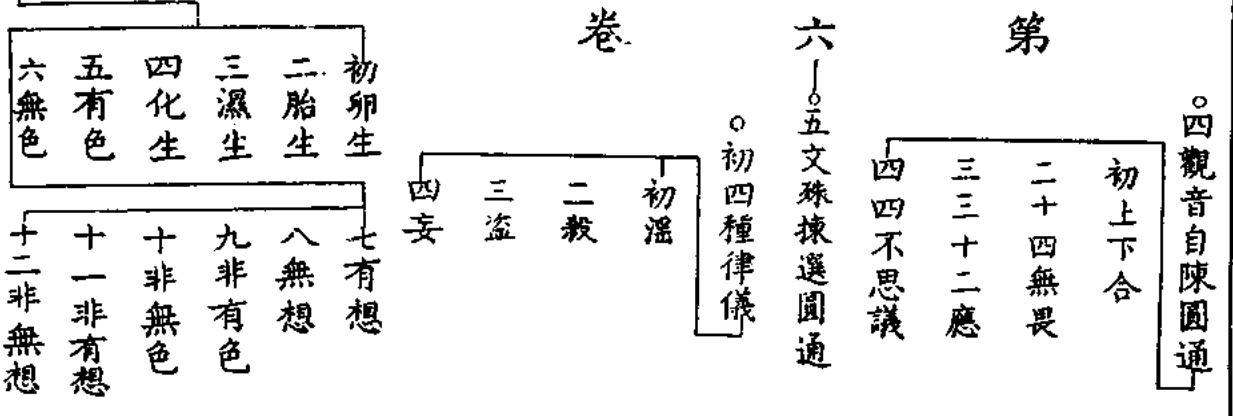 ○四觀音自陳圓通
初上下合
二十四無畏
三三十二應
四四不思議
第
六
卷
○五文殊揀選圓通
○初四種律儀
初淫
二殺
三盜
四妄
初卵生
二胎生
三濕生
四化生
五有色
六無色
七有想
八無想
九非有色
十非無色
十一非有想
十二非無想